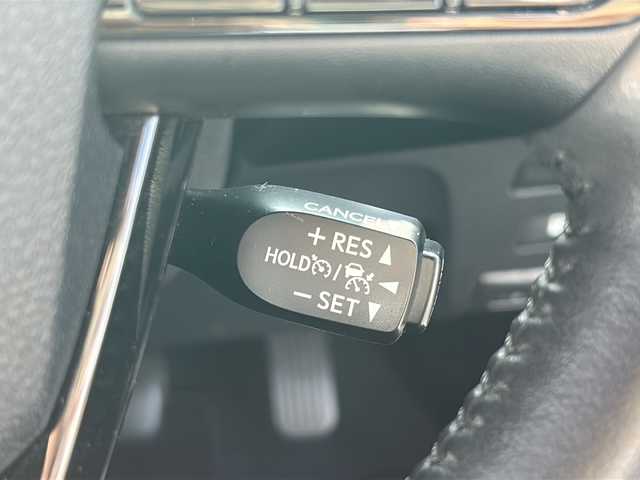 CANCEL
+ RES ▲
HOLD / ◀
− SET ▼